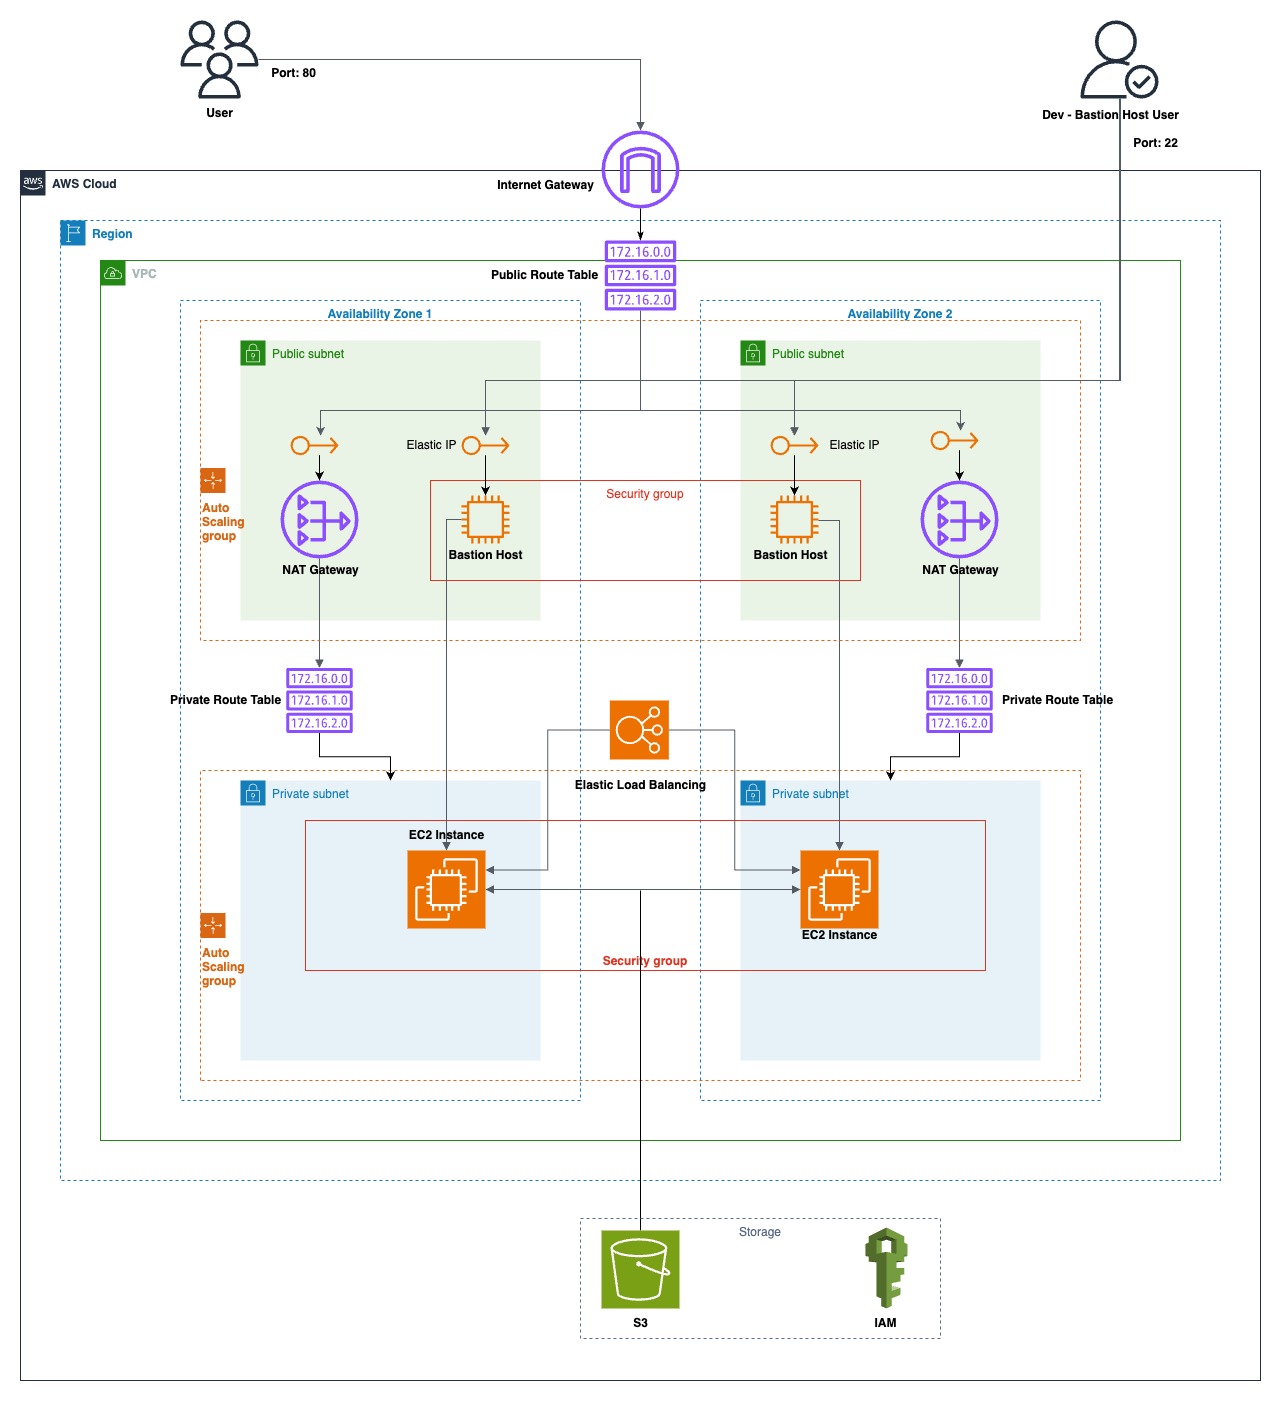 Port: 80
User
Dev - Bastion Host User
Port: 22
aws
AWS Cloud
Internet Gateway
Region
172.16.0.0
172.16.1.0
172.16.2.0
Public Route Table
VPC
Availability Zone 1
Availability Zone 2
Public subnet
Public subnet
Elastic IP
Elastic IP
Auto
Scaling
group
Security group
Bastion Host
Bastion Host
NAT Gateway
NAT Gateway
172.16.0.0
172.16.1.0
172.16.2.0
Private Route Table
172.16.0.0
172.16.1.0
172.16.2.0
Private Route Table
Elastic Load Balancing
Private subnet
Private subnet
EC2 Instance
EC2 Instance
Auto
Scaling
group
Security group
Storage
S3
IAM